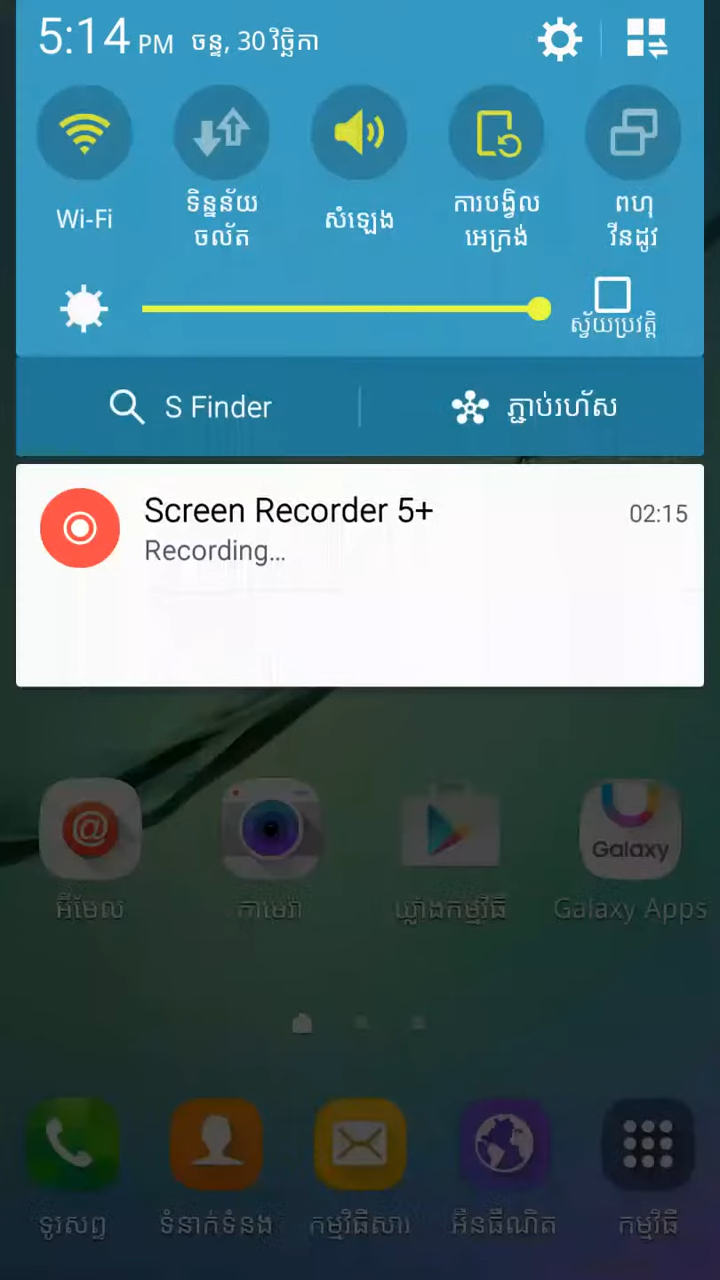 5:14 PM ចន្ទ, 30 វិច្ឆិកា
Wi-Fi
ទិន្នន័យ
ចល័ត
សំឡេង
ការបង្វិល
អេក្រង់
ពហុ
វីនដូវ
ស្វ័យប្រវត្តិ
S Finder
ភ្ជាប់រហ័ស
Screen Recorder 5+ 02:15
Recording...
@
Galaxy
អ៊ីមែល កាមេរ៉ា ឃ្លាំងកម្មវិធី Galaxy Apps
ទូរសព្ទ ទំនាក់ទំនង កម្មវិធីសារ អ៊ិនធឺណិត កម្មវិធី